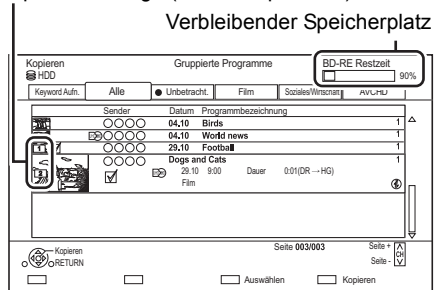 Verbleibender Speicherplatz
Kopieren Gruppierte Programme BD-RE Restzeit
HDD 90%
Keyword Aufn. Alle Unbetracht. Film Soziales/Wirtschaft AVCHD
Sender Datum Programmbezeichnung
04.10 Birds 1
04.10 World news 1
1 29.10 Football 1
Dogs and Cats 1
2 29.10 9:00 Dauer 0:01(DR → HG)
Film
Kopieren Seite 003/003 Seite +
CH
RETURN Seite -
Auswählen Kopieren